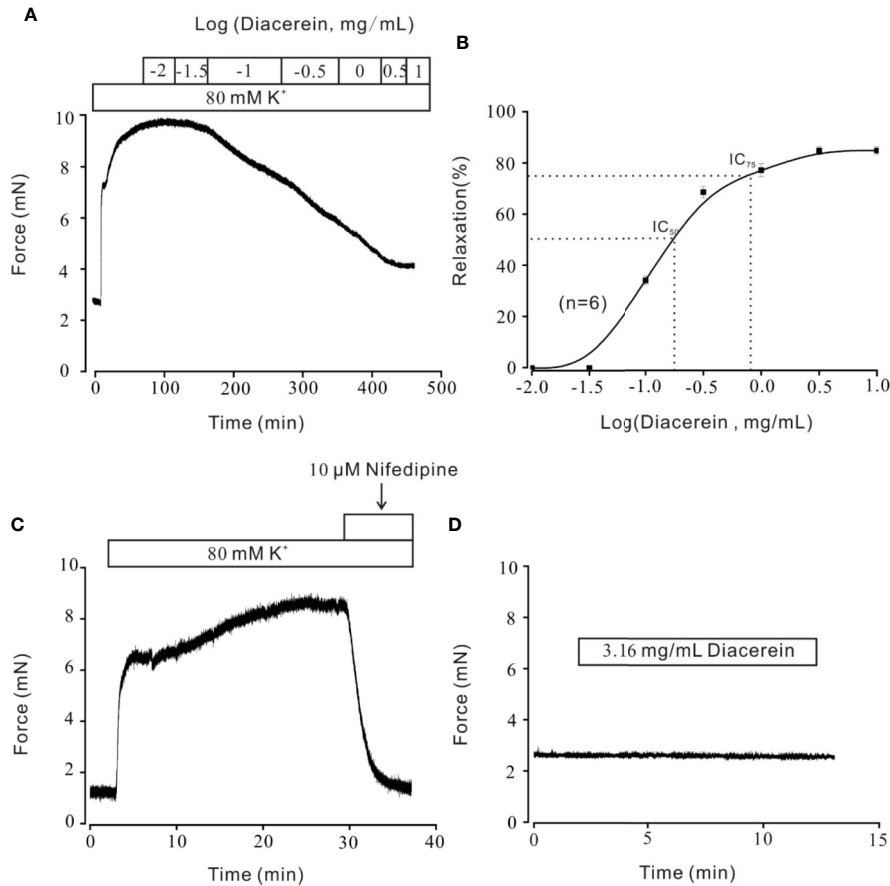 A
Log (Diacerein, mg/mL)
-2 -1.5 -1 -0.5 0 0.5 1
80 mM K⁺
10
8
6
4
2
0
Force (mN)
0 100 200 300 400 500
Time (min)
B
100
80
60
40
20
0
Relaxation(%)
IC₇₅
IC₅₀
(n=6)
-2.0 -1.5 -1.0 -0.5 0.0 0.5 1.0
Log(Diacerein , mg/mL)
C
10 µM Nifedipine
80 mM K⁺
10
8
6
4
2
0
Force (mN)
0 10 20 30 40
Time (min)
D
10
8
6
4
2
0
Force (mN)
3.16 mg/mL Diacerein
0 5 10 15
Time (min)